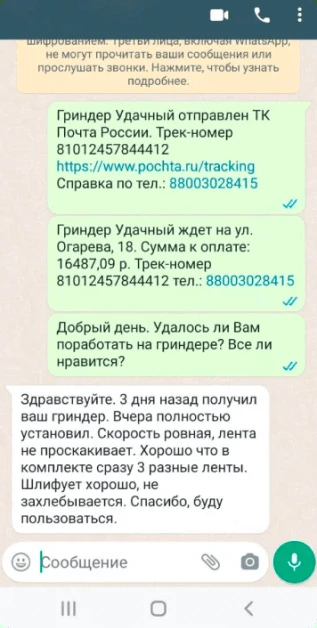 шифрованием. Третьи лица, включая WhatsApp,
не могут прочитать ваши сообщения или
прослушать звонки. Нажмите, чтобы узнать
подробнее.
Гриндер Удачный отправлен ТК
Почта России. Трек-номер
81012457844412
https://www.pochta.ru/tracking
Справка по тел.: 88003028415
Гриндер Удачный ждет на ул.
Огарева, 18. Сумма к оплате:
16487,09 р. Трек-номер
81012457844412 тел.: 88003028415
Добрый день. Удалось ли Вам
поработать на гриндере? Все ли
нравится?
Здравствуйте. 3 дня назад получил
ваш гриндер. Вчера полностью
установил. Скорость ровная, лента
не проскакивает. Хорошо что в
комплекте сразу 3 разные ленты.
Шлифует хорошо, не
захлебывается. Спасибо, буду
пользоваться.
Сообщение